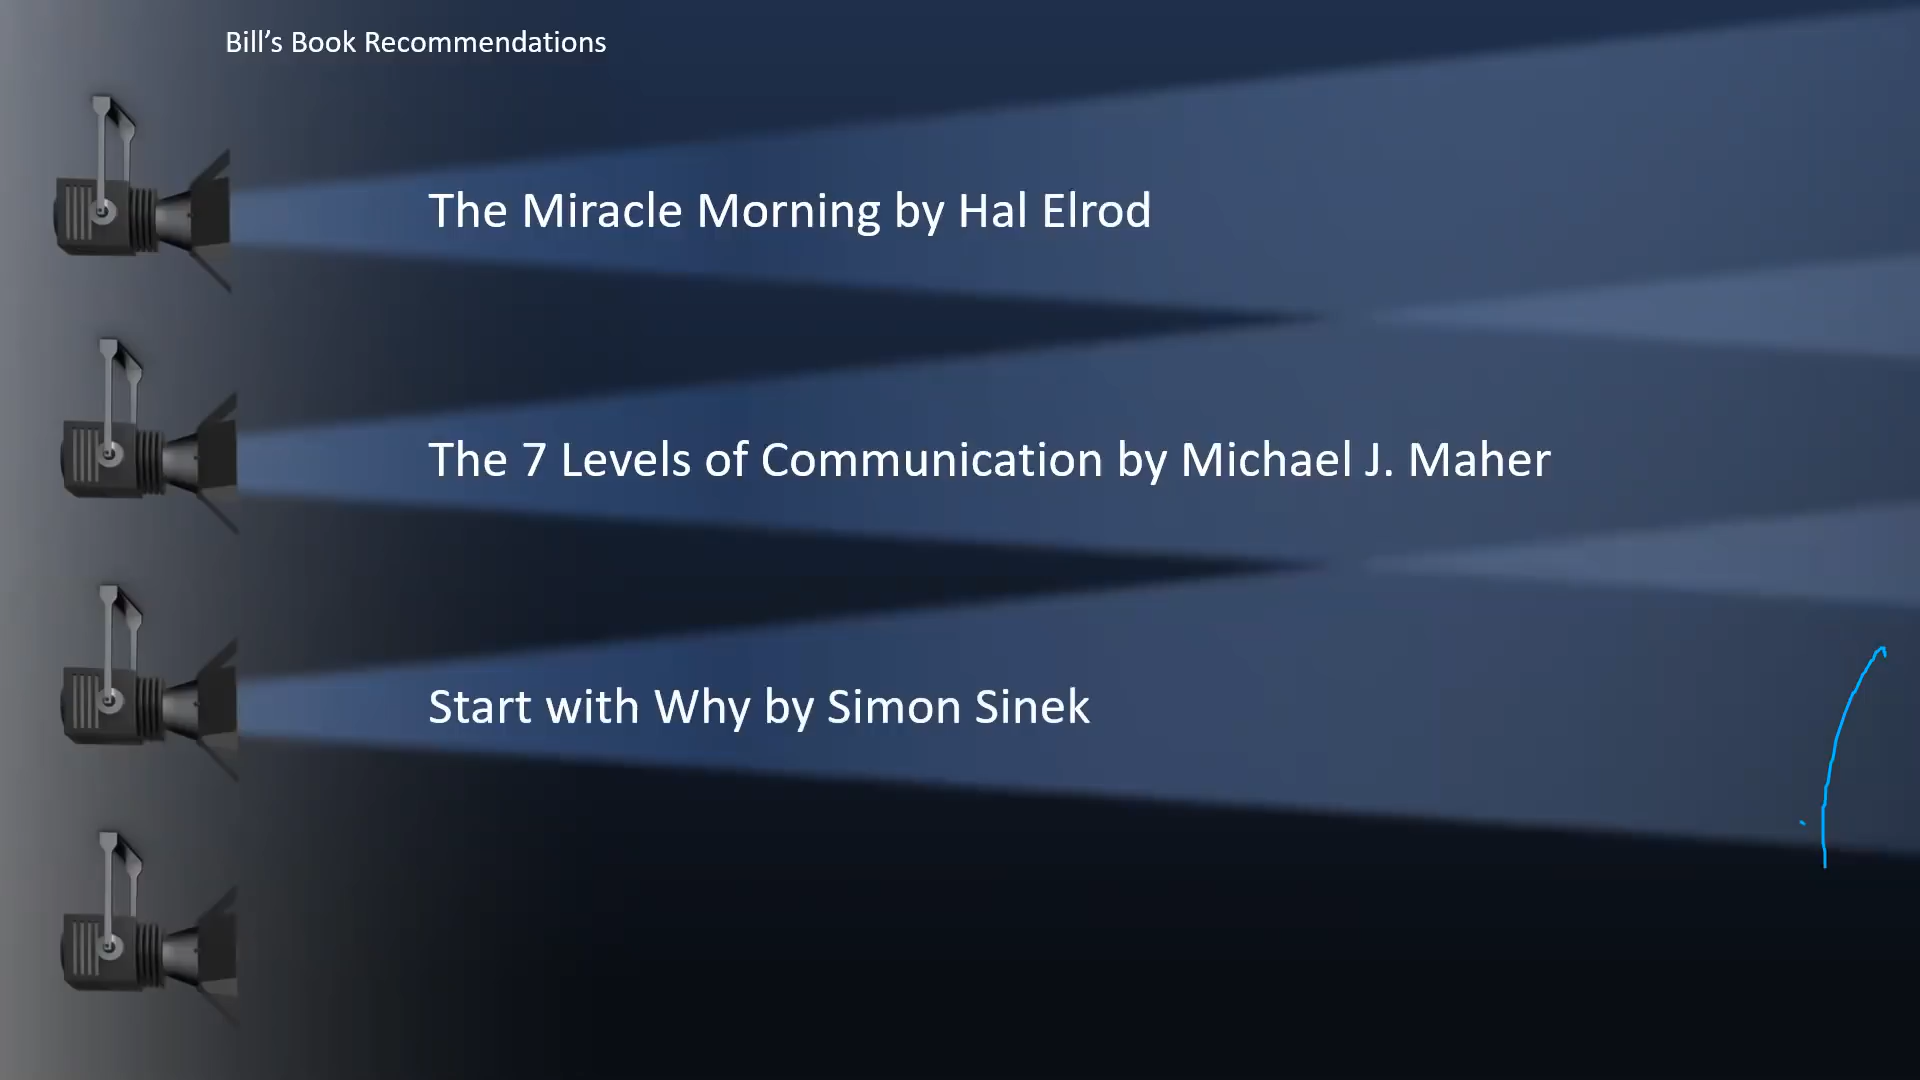 Bill’s Book Recommendations
The Miracle Morning by Hal Elrod
The 7 Levels of Communication by Michael J. Maher
Start with Why by Simon Sinek